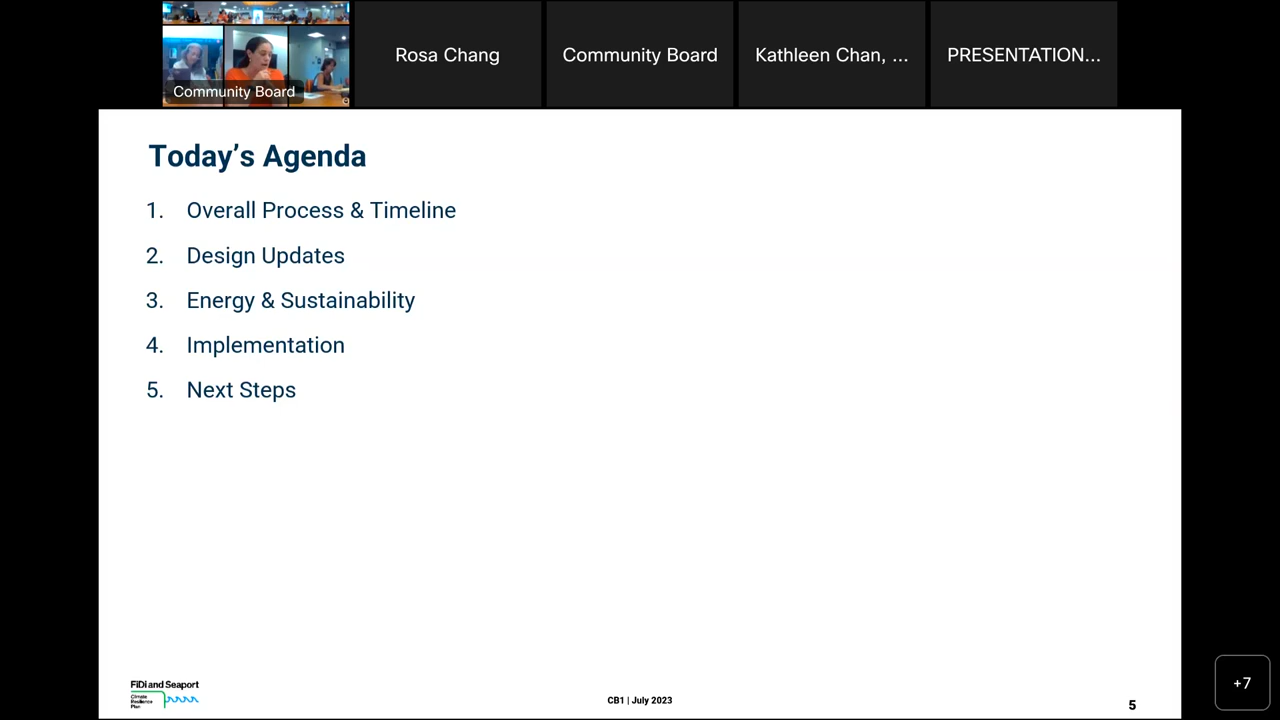 Community Board
Rosa Chang
Community Board
Kathleen Chan, ...
PRESENTATION...
Today’s Agenda
1. Overall Process & Timeline
2. Design Updates
3. Energy & Sustainability
4. Implementation
5. Next Steps
FiDi and Seaport
Climate
Resilience
Plan
CB1 | July 2023
5
+7